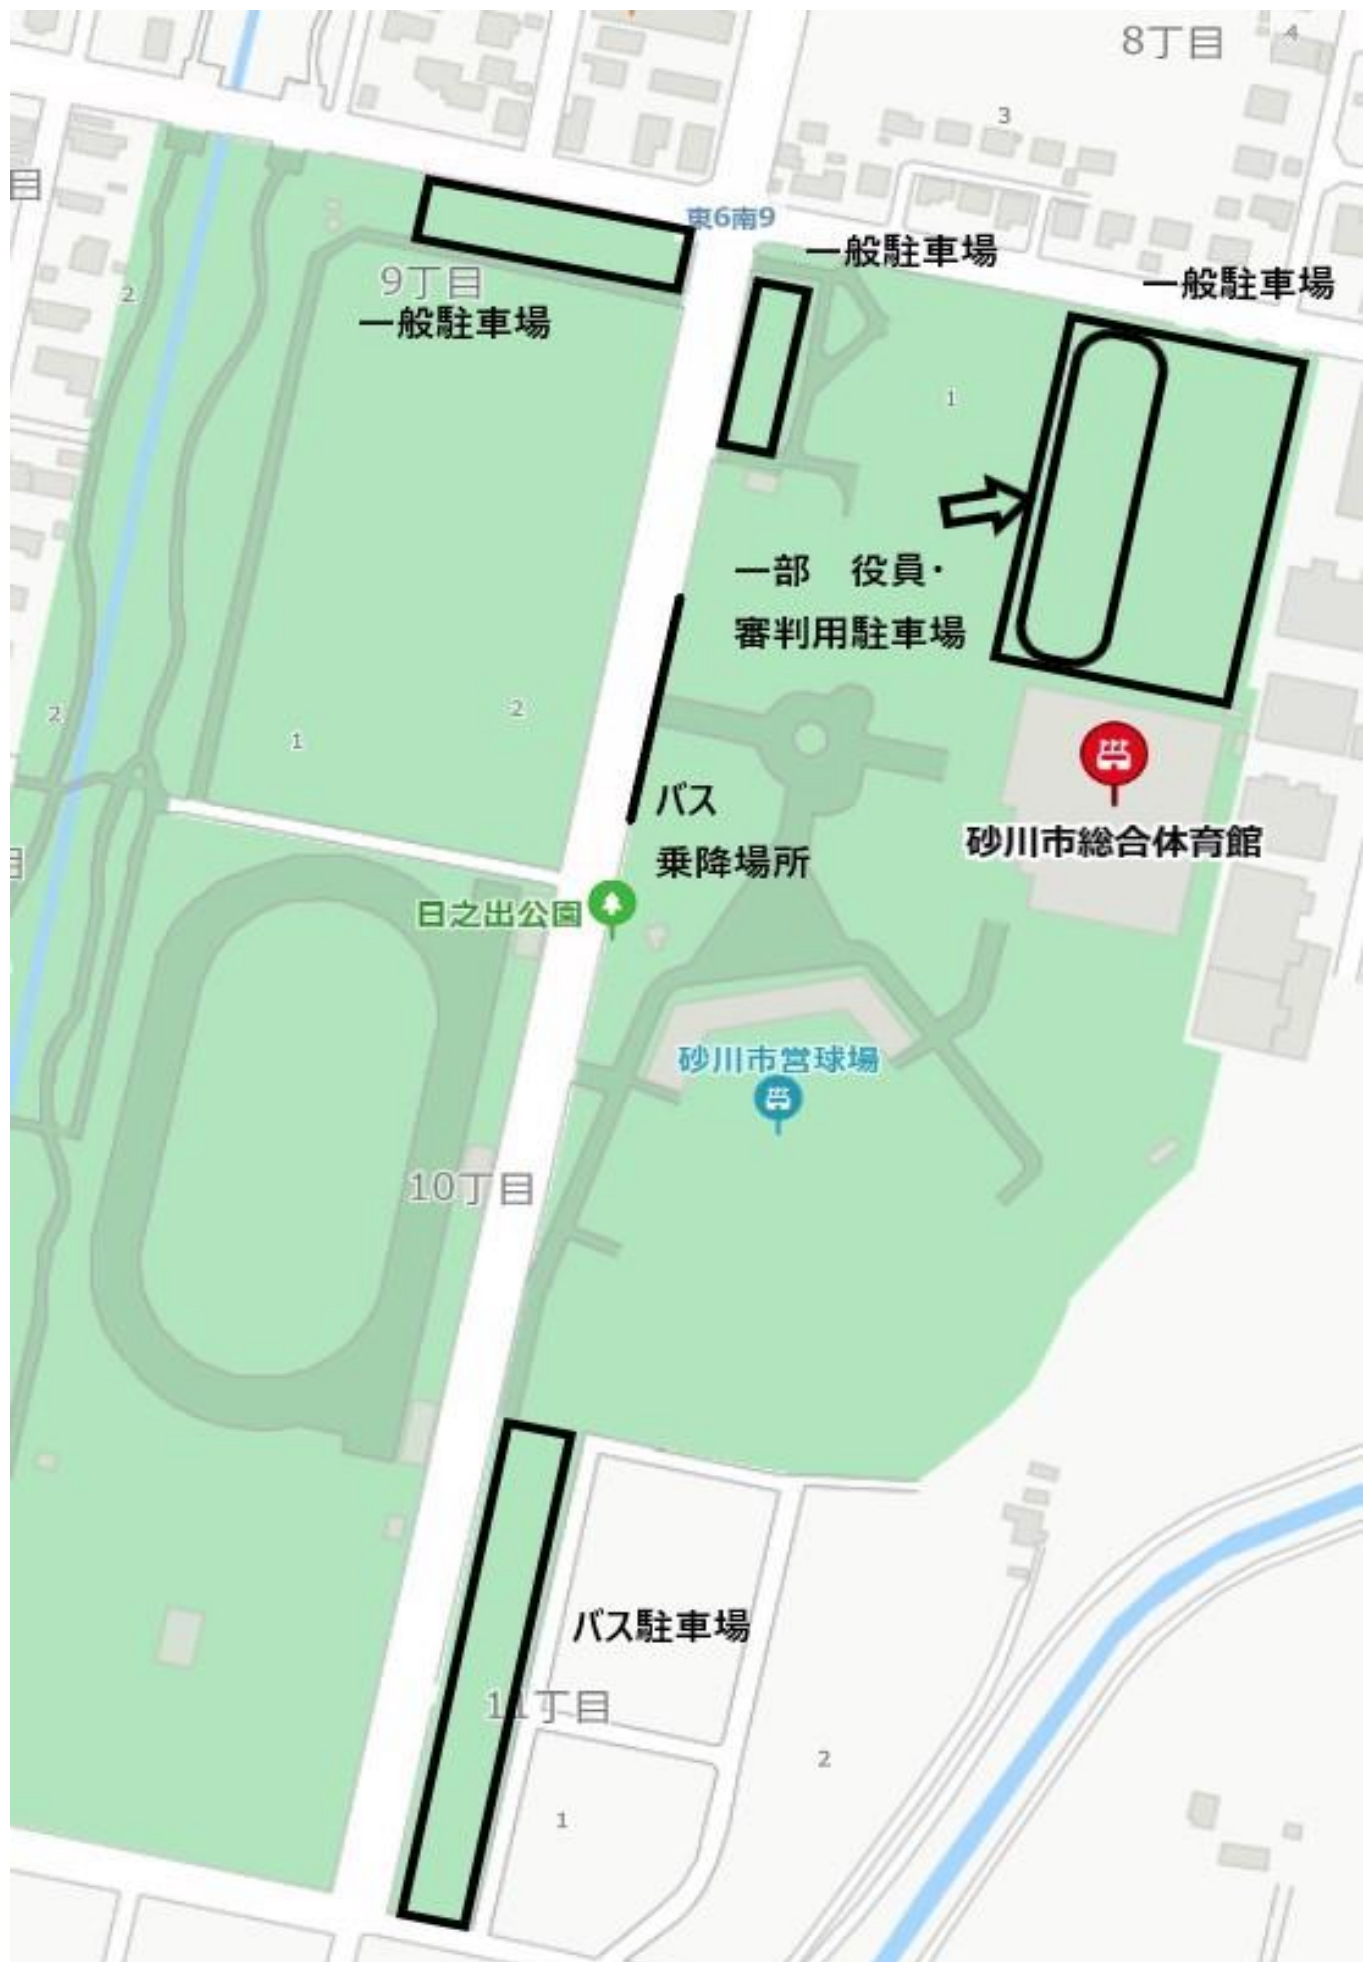 8丁目
4
3
目
東6南9
一般駐車場
一般駐車場
9丁目
一般駐車場
2
1
一部 役員・
審判用駐車場
2
2
1
バス
乗降場所
砂川市総合体育館
目
日之出公園
砂川市営球場
10丁目
バス駐車場
11丁目
2
1